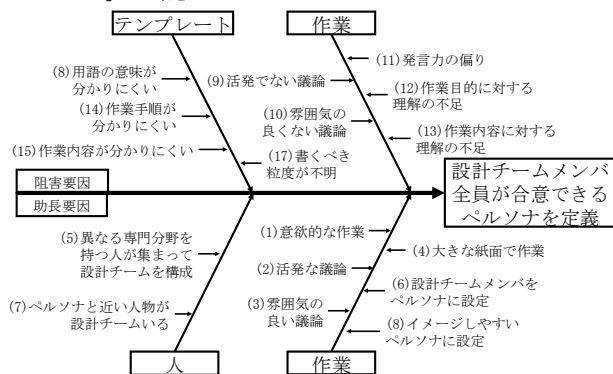 テンプレート
作業
(8)用語の意味が
分かりにくい
(14)作業手順が
分かりにくい
(15)作業内容が分かりにくい
(17)書くべき
粒度が不明
(11)発言力の偏り
(9)活発でない議論
(12)作業目的に対する
理解の不足
(10)雰囲気の
良くない議論
(13)作業内容に対する
理解の不足
阻害要因
助長要因
設計チームメンバ
全員が合意できる
ペルソナを定義
(5)異なる専門分野を
持つ人が集まって
設計チームを構成
(7)ペルソナと近い人物が
設計チームいる
(1)意欲的な作業
(4)大きな紙面で作業
(2)活発な議論
(6)設計チームメンバを
ペルソナに設定
(3)雰囲気の
良い議論
(8)イメージしやすい
ペルソナに設定
人
作業